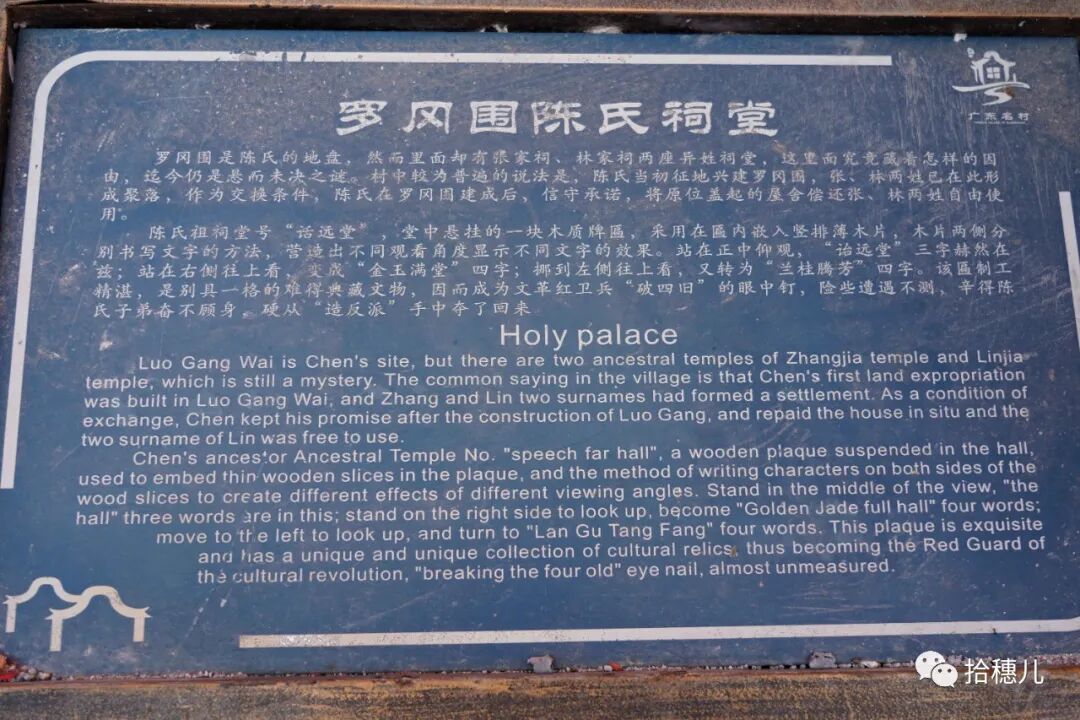 广东名村
罗冈围陈氏祠堂
罗冈围是陈氏的地盘，然而里面却有张家祠、林家祠两座异姓祠堂，这里面究竟藏着怎样的因
由，迄今仍是悬而未决之谜。村中较为普遍的说法是，陈氏当初征地兴建罗冈围，张、林两姓已在此形
成聚落，作为交换条件，陈氏在罗冈围建成后，信守承诺，将原位盖起的屋舍偿还张、林两姓自由使
用。
陈氏祖祠堂号“诒远堂”，堂中悬挂的一块木质牌匾，采用在匾内嵌入竖排薄木片，木片两侧分
别书写文字的方法，营造出不同观看角度显示不同文字的效果。站在正中仰观，“诒远堂”三字赫然在
兹；站在右侧往上看，变成“金玉满堂”四字；挪到左侧往上看，又转为“兰桂腾芳”四字。该匾制工
精湛，是别具一格的难得典藏文物，因而成为文革红卫兵“破四旧”的眼中钉，险些遭遇不测，幸得陈
氏子弟奋不顾身，硬从“造反派”手中夺了回来
Holy palace
Luo Gang Wai is Chen's site, but there are two ancestral temples of Zhangjia temple and Linjia
temple, which is still a mystery. The common saying in the village is that Chen's first land expropriation
was built in Luo Gang Wai, and Zhang and Lin two surnames had formed a settlement. As a condition of
exchange, Chen kept his promise after the construction of Luo Gang, and repaid the house in situ and the
two surname of Lin was free to use.
Chen's ancestor Ancestral Temple No. "speech far hall", a wooden plaque suspended in the hall,
used to embed thin wooden slices in the plaque, and the method of writing characters on both sides of the
wood slices to create different effects of different viewing angles. Stand in the middle of the view, "the
hall" three words are in this; stand on the right side to look up, become "Golden Jade full hall" four words;
move to the left to look up, and turn to "Lan Gu Tang Fang" four words. This plaque is exquisite
and has a unique and unique collection of cultural relics, thus becoming the Red Guard of
the cultural revolution, "breaking the four old" eye nail, almost unmeasured.
拾穗儿